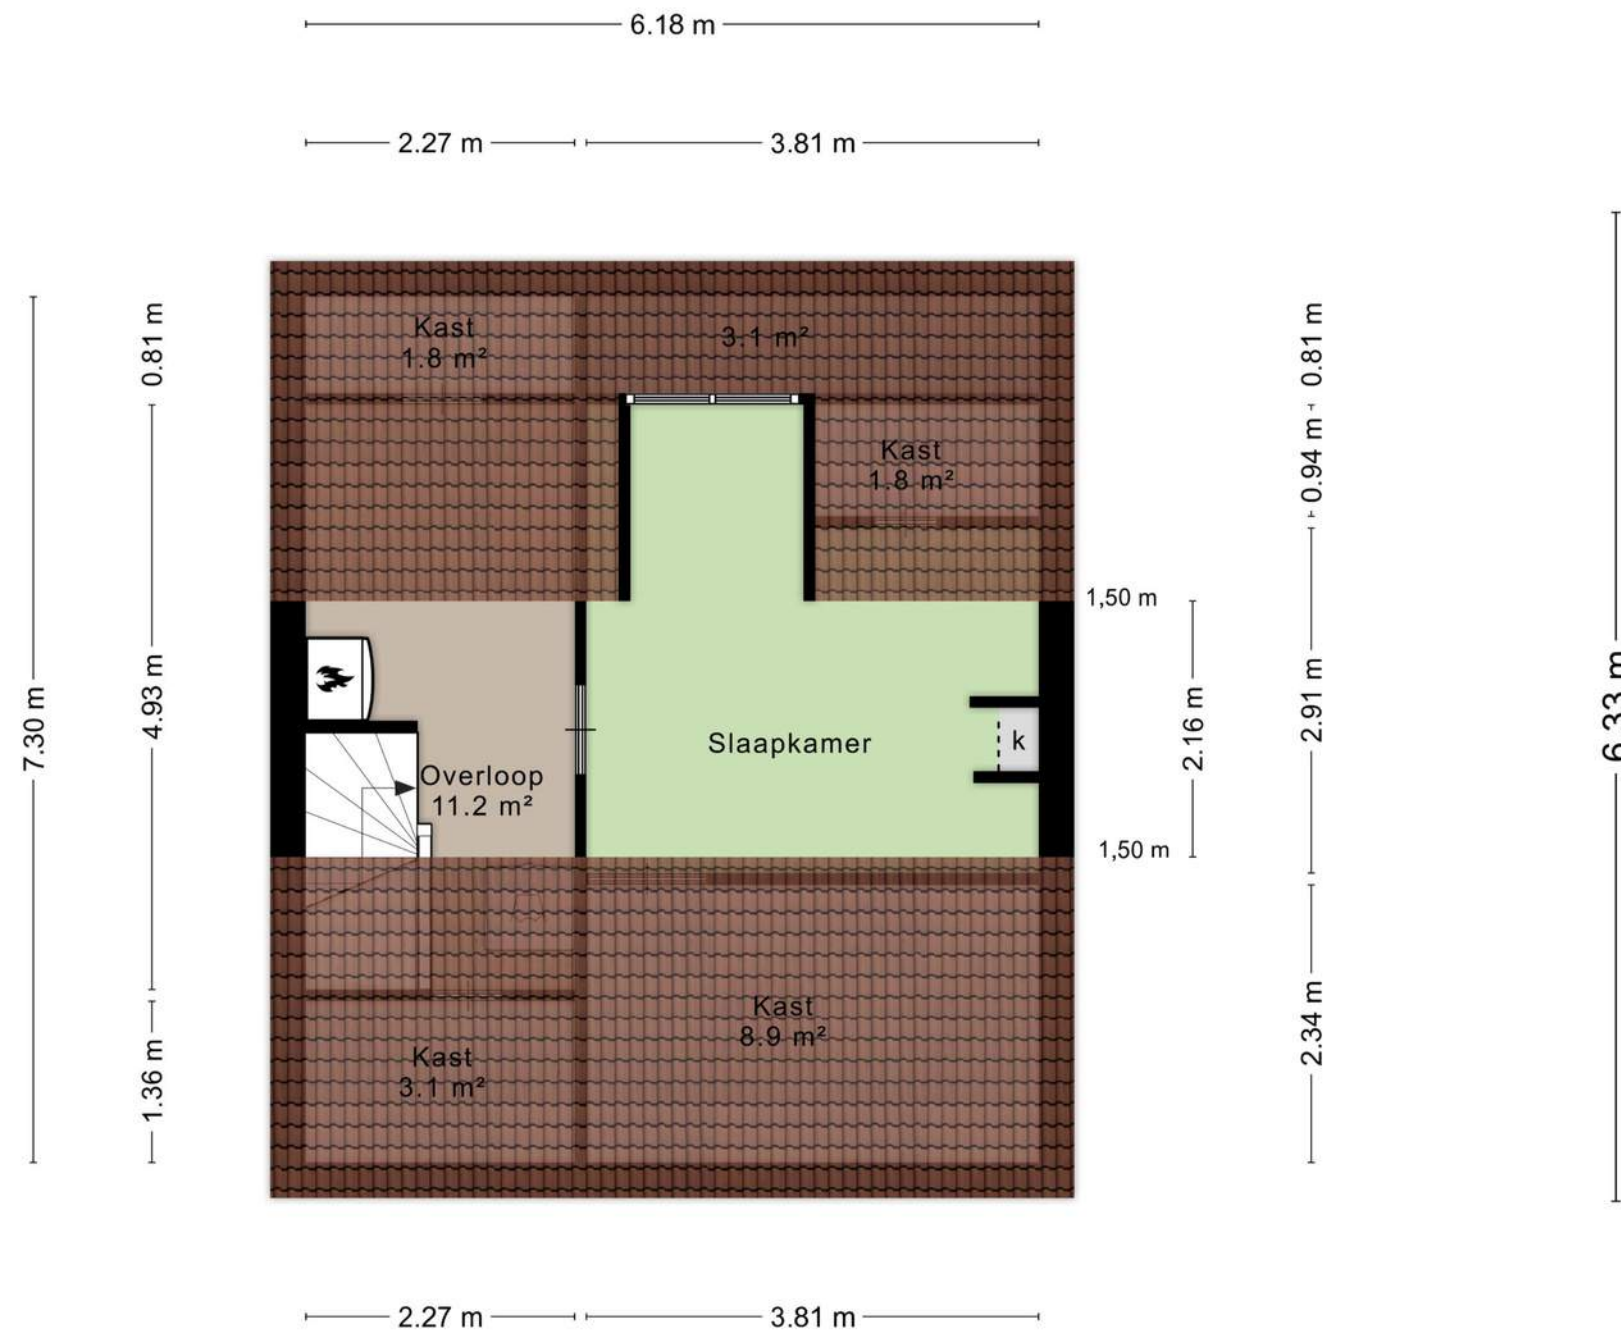 6.18 m
2.27 m
3.81 m
Kast
1.8 m²
3.1 m²
Kast
1.8 m²
0.81 m
4.93 m
1.36 m
7.30 m
Overloop
11.2 m²
Slaapkamer
k
1,50 m
1,50 m
2.16 m
0.81 m
0.94 m
2.91 m
2.34 m
6.33 m
Kast
8.9 m²
Kast
3.1 m²
2.27 m
3.81 m